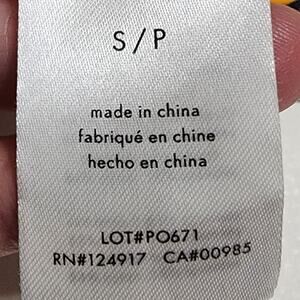 S/P
made in china
fabriqué en chine
hecho en china
LOT#PO671
RN#124917 CA#00985